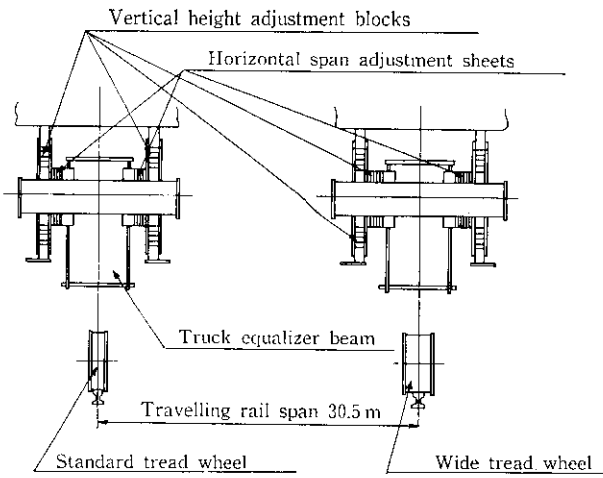 Vertical height adjustment blocks
Horizontal span adjustment sheets
Truck equalizer beam
Travelling rail span 30.5 m
Standard tread wheel
Wide tread wheel